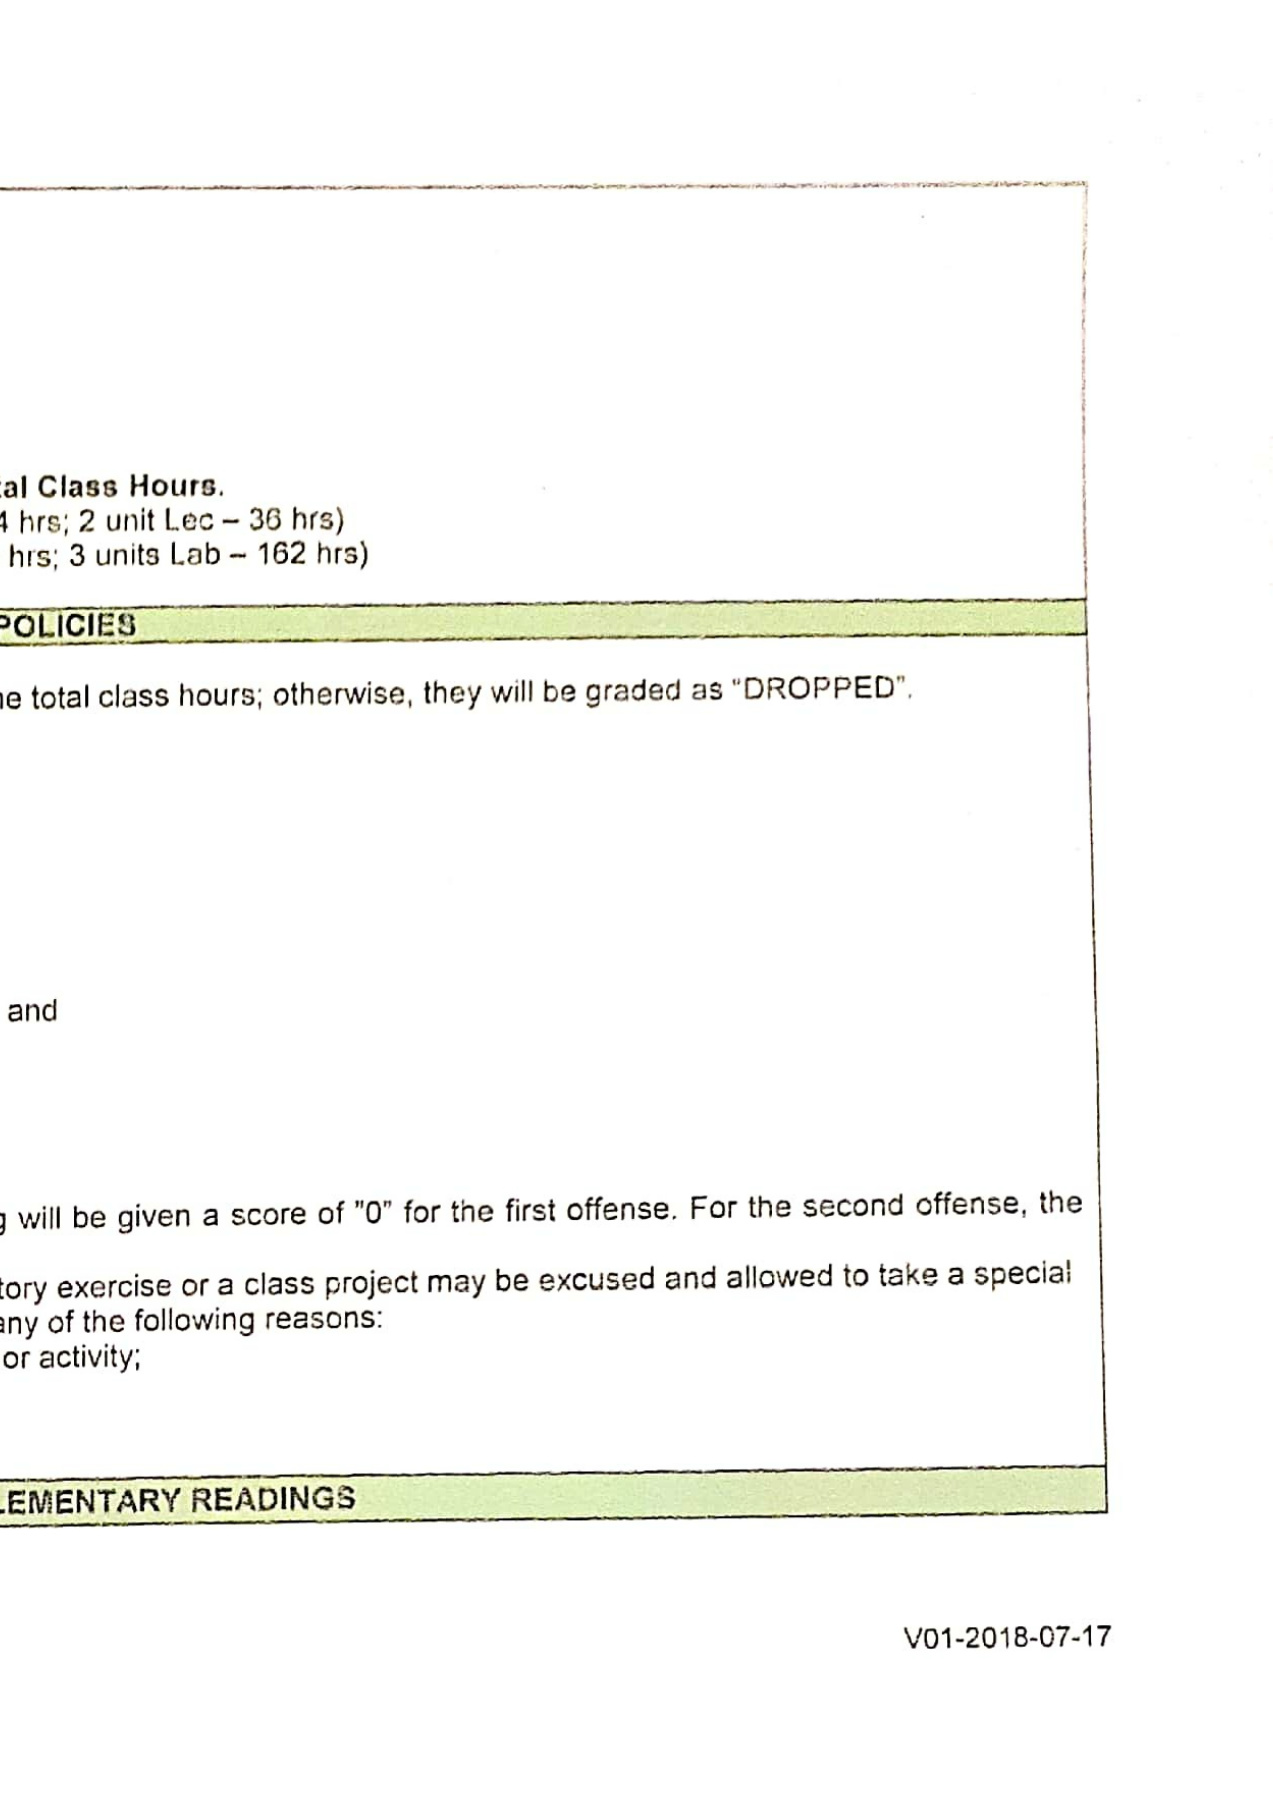 al Class Hours.
4 hrs; 2 unit Lec – 36 hrs)
hrs; 3 units Lab – 162 hrs)
POLICIES
he total class hours; otherwise, they will be graded as “DROPPED”.
and
g will be given a score of "0" for the first offense. For the second offense, the
tory exercise or a class project may be excused and allowed to take a special
any of the following reasons:
or activity;
LEMENTARY READINGS
V01-2018-07-17